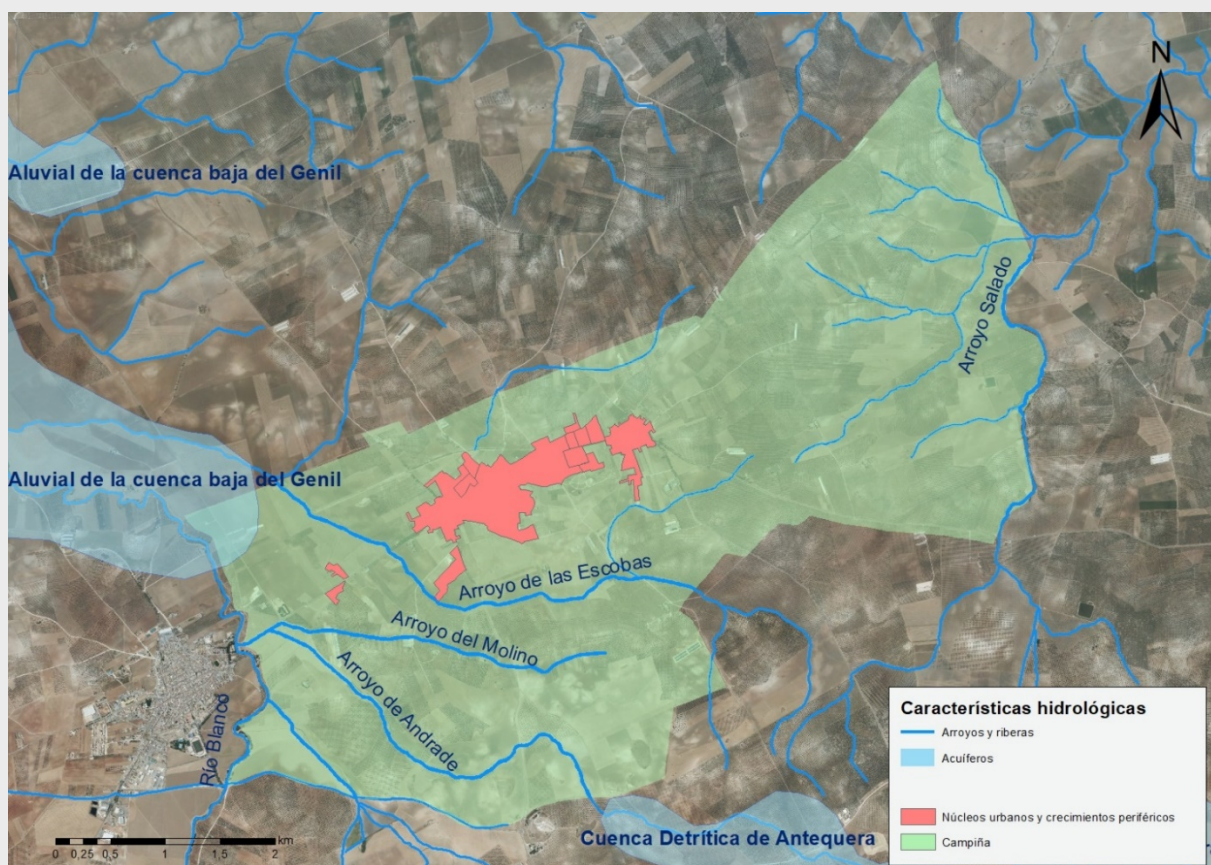 N
Aluvial de la cuenca baja del Genil
Arroyo Salado
Aluvial de la cuenca baja del Genil
Arroyo de las Escobas
Arroyo del Molino
Arroyo de Andrade
Río Blanco
Cuenca Detrítica de Antequera
Características hidrológicas
Arroyos y riberas
Acuíferos
Núcleos urbanos y crecimientos periféricos
Campiña
km
0 0,25 0,5 1 1,5 2